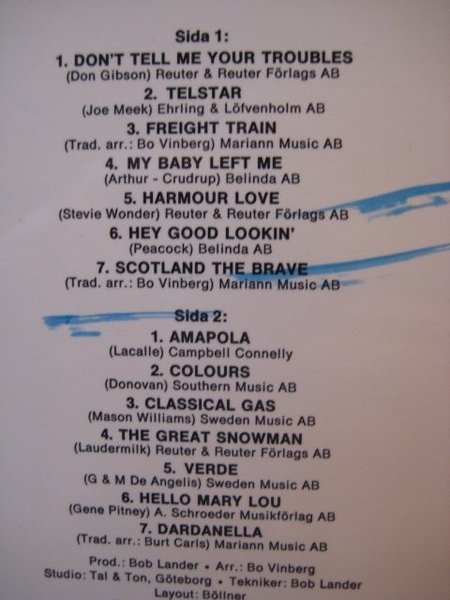 Sida 1:
1. DON'T TELL ME YOUR TROUBLES
(Don Gibson) Reuter & Reuter Förlags AB
2. TELSTAR
(Joe Meek) Ehrling & Löfvenholm AB
3. FREIGHT TRAIN
(Trad. arr.: Bo Vinberg) Mariann Music AB
4. MY BABY LEFT ME
(Arthur - Crudrup) Belinda AB
5. HARMOUR LOVE
(Stevie Wonder) Reuter & Reuter Förlags AB
6. HEY GOOD LOOKIN'
(Peacock) Belinda AB
7. SCOTLAND THE BRAVE
(Trad. arr.: Bo Vinberg) Mariann Music AB
Sida 2:
1. AMAPOLA
(Lacalle) Campbell Connelly
2. COLOURS
(Donovan) Southern Music AB
3. CLASSICAL GAS
(Mason Williams) Sweden Music AB
4. THE GREAT SNOWMAN
(Laudermilk) Reuter & Reuter Förlags AB
5. VERDE
(G & M De Angelis) Sweden Music AB
6. HELLO MARY LOU
(Gene Pitney) A. Schroeder Musikförlag AB
7. DARDANELLA
(Trad. arr.: Burt Carls) Mariann Music AB
Prod.: Bob Lander • Arr.: Bo Vinberg
Studio: Tal & Ton, Göteborg • Tekniker: Bob Lander
Layout: Böllner